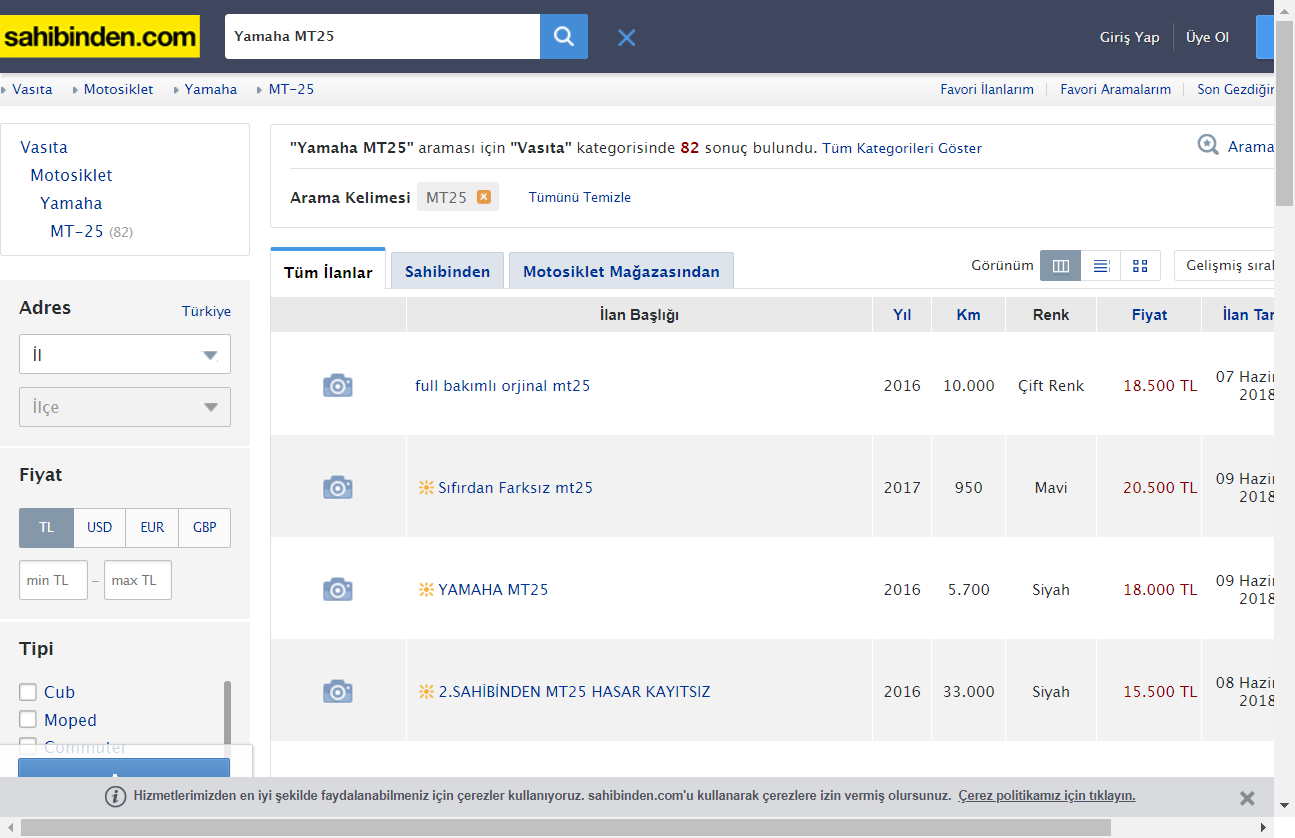 sahibinden.com
Yamaha MT25
Giriş Yap
Üye Ol
Vasıta
Motosiklet
Yamaha
MT-25
Favori İlanlarım
Favori Aramalarım
Son
Vasıta
Motosiklet
Yamaha
MT-25 (82)
"Yamaha MT25" araması için "Vasıta" kategorisinde 82 sonuç bulundu. Tüm Kategorileri Göster
Arama
Arama Kelimesi MT25 Tümünü Temizle
Adres Türkiye
İl
İlçe
Fiyat
TL USD EUR GBP
min TL – max TL
Tipi
Cub
Moped
Commuter
Tüm İlanlar
Sahibinden
Motosiklet Mağazasından
Görünüm
Gelişmiş
İlan Başlığı Yıl Km Renk Fiyat İlan
full bakımlı orjinal mt25 2016 10.000 Çift Renk 18.500 TL 07
2018
Sıfırdan Farksız mt25 2017 950 Mavi 20.500 TL 09
2018
YAMAHA MT25 2016 5.700 Siyah 18.000 TL 09
2018
2.SAHİBİNDEN MT25 HASAR KAYITSIZ 2016 33.000 Siyah 15.500 TL 08
2018
Hizmetlerimizden en iyi şekilde faydalanabilmeniz için çerezler kullanıyoruz. sahibinden.com'u kullanarak çerezlere izin vermiş olursunuz. Çerez politikamız için tıklayın.